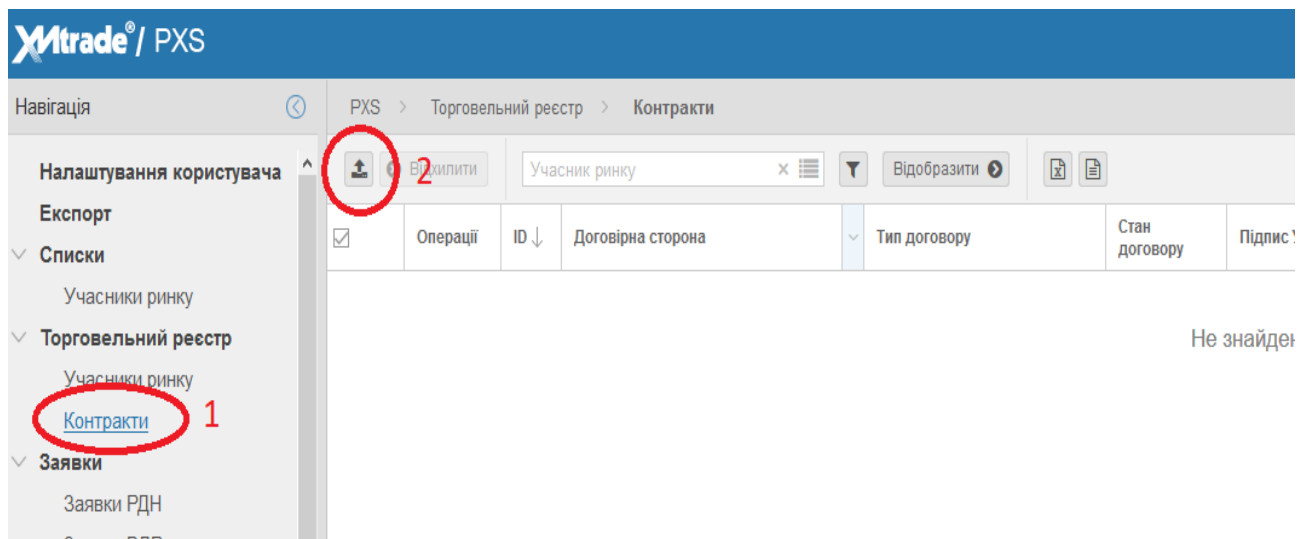 XMtrade®/ PXS
Навігація
PXS > Торговельний реєстр > Контракти
Налаштування користувача
2
Відхилити
Учасник ринку
Відобразити
Експорт
Операції ID Договірна сторона Тип договору Стан договору Підпис
Списки
Учасники ринку
Торговельний реєстр
Не знайден
Учасники ринку
Контракти 1
Заявки
Заявки РДН